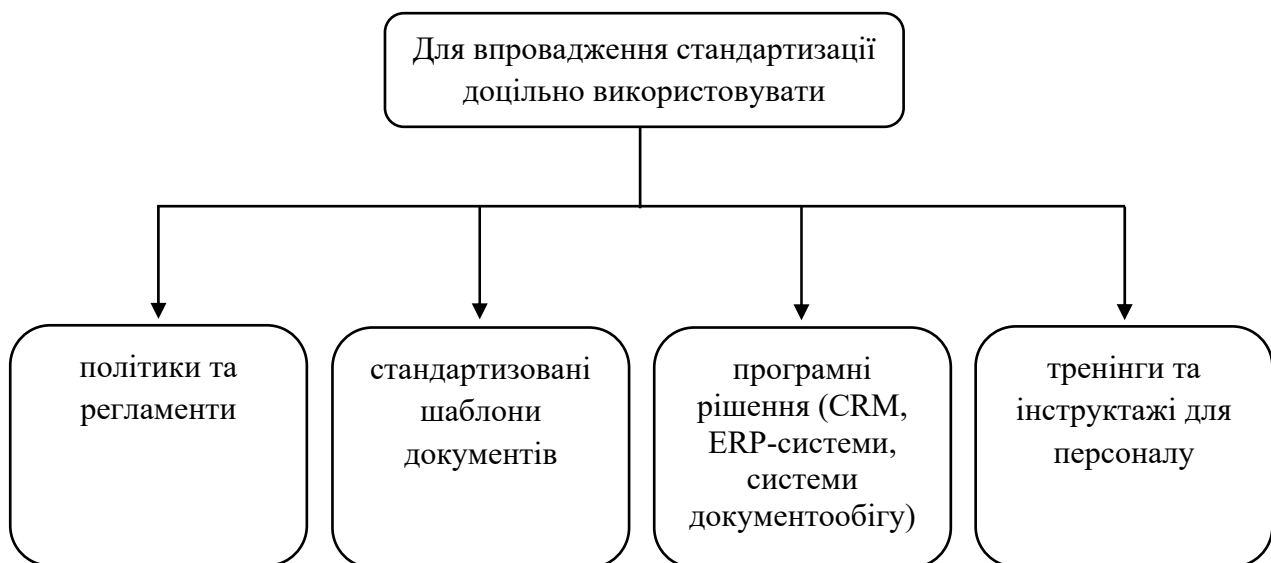 Для впровадження стандартизації
доцільно використовувати
політики та
регламенти
стандартизовані
шаблони
документів
програмні
рішення (CRM,
ERP-системи,
системи
документообігу)
тренінги та
інструктажі для
персоналу